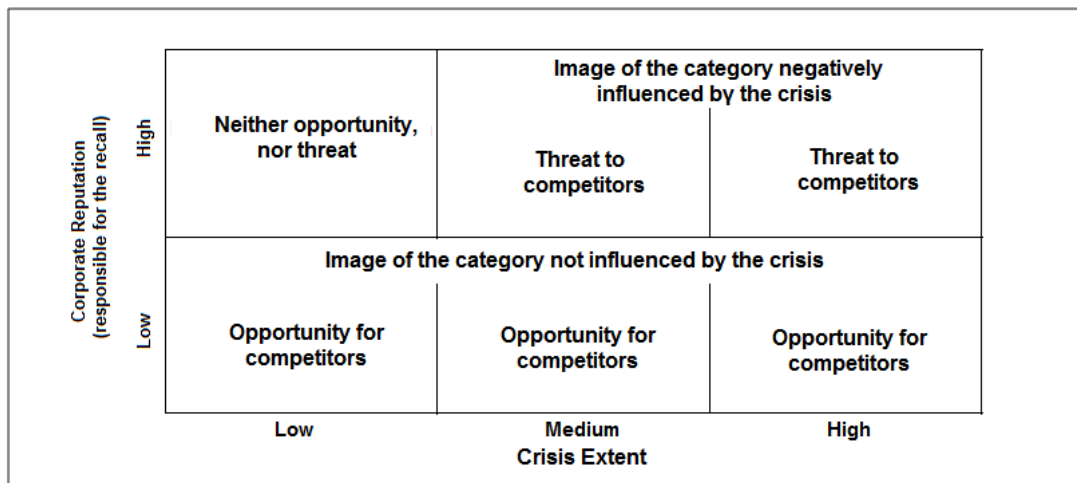 Corporate Reputation
(responsible for the recall)
High
Low
Neither opportunity,
nor threat
Image of the category negatively
influenced bγ the crisis
Threat to
competitors
Threat to
competitors
Image of the category not influenced by the crisis
Opportunity for
competitors
Opportunity for
competitors
Opportunity for
competitors
Low
Medium
High
Crisis Extent